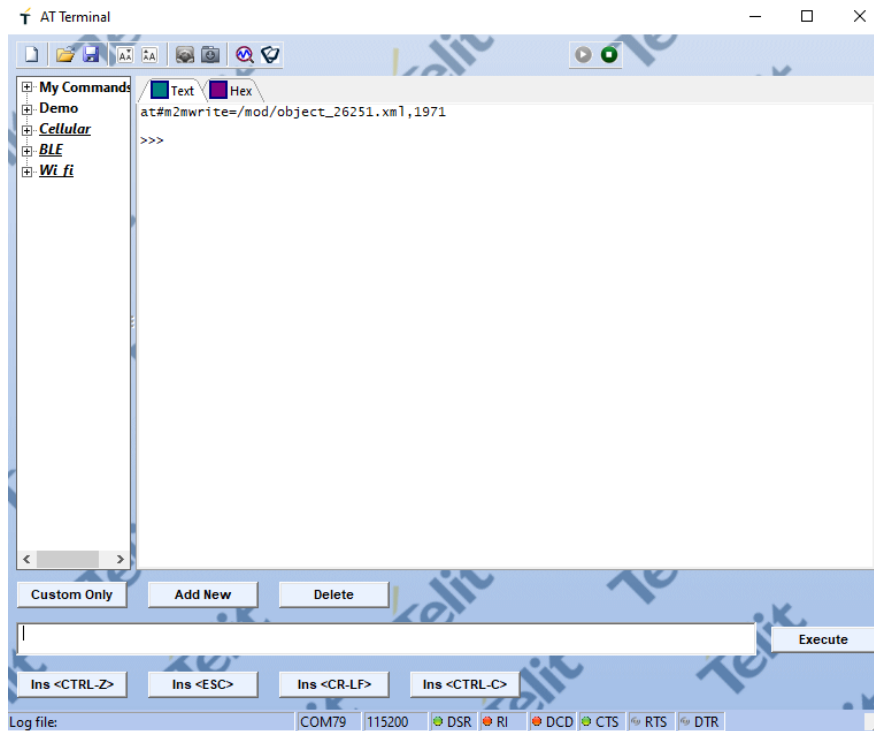 AT Terminal
My Commands
Demo
Cellular
BLE
Wi fi
Text Hex
at#m2mwrite=/mod/object_26251.xml,1971
>>>
Custom Only Add New Delete
Execute
Ins <CTRL-Z> Ins <ESC> Ins <CR-LF> Ins <CTRL-C>
Log file: COM79 115200 DSR RI DCD CTS RTS DTR
Telit